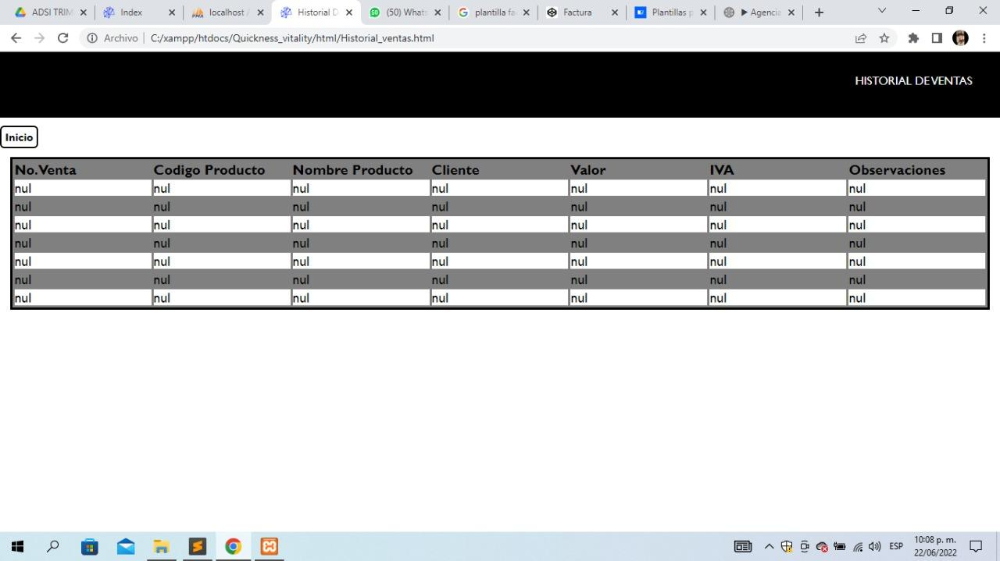 ADSI TRIM
Index
localhost /
Historial D
(50) Whats
plantilla fa
Factura
Plantillas p
▶ Agencia
Archivo
C:/xampp/htdocs/Quickness_vitality/html/Historial_ventas.html
HISTORIAL DE VENTAS
Inicio
No.Venta Codigo Producto Nombre Producto Cliente Valor IVA Observaciones
nul nul nul nul nul nul nul
nul nul nul nul nul nul nul
nul nul nul nul nul nul nul
nul nul nul nul nul nul nul
nul nul nul nul nul nul nul
nul nul nul nul nul nul nul
nul nul nul nul nul nul nul
ESP
10:08 p. m.
22/06/2022